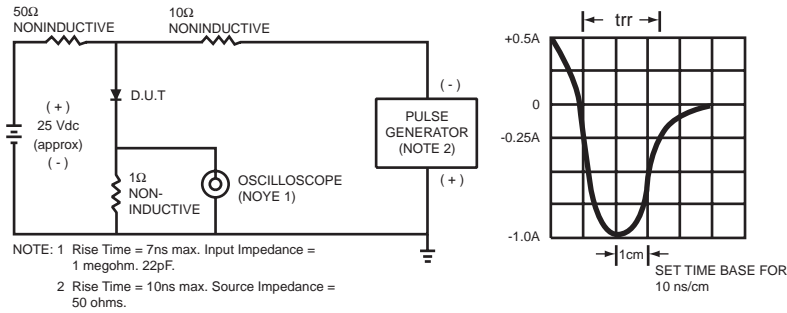 50Ω
NONINDUCTIVE
10Ω
NONINDUCTIVE
D.U.T
( + )
25 Vdc
(approx)
( - )
1Ω
NON-
INDUCTIVE
OSCILLOSCOPE
(NOYE 1)
( - )
PULSE
GENERATOR
(NOTE 2)
( + )
NOTE: 1 Rise Time = 7ns max. Input Impedance =
1 megohm. 22pF.
2 Rise Time = 10ns max. Source Impedance =
50 ohms.
trr
+0.5A
0
-0.25A
-1.0A
1cm
SET TIME BASE FOR
10 ns/cm